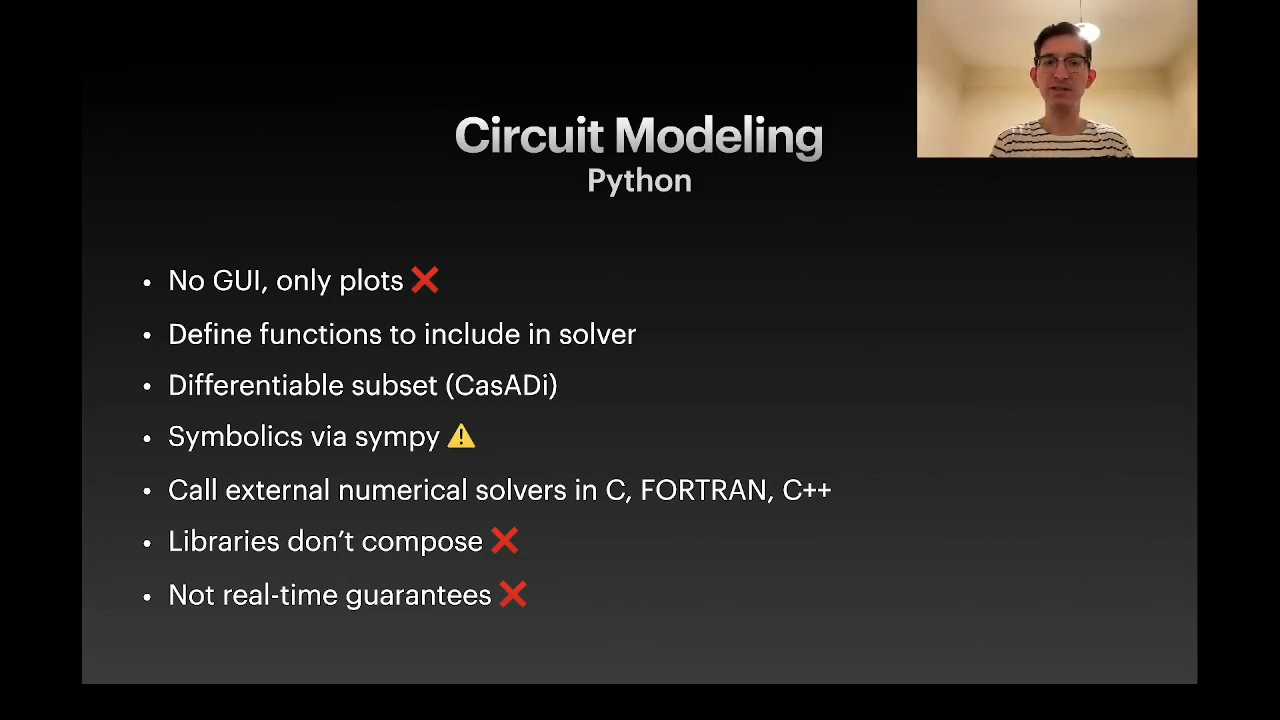 Circuit Modeling
Python
• No GUI, only plots ❌
• Define functions to include in solver
• Differentiable subset (CasADi)
• Symbolics via sympy ⚠️
• Call external numerical solvers in C, FORTRAN, C++
• Libraries don’t compose ❌
• Not real-time guarantees ❌